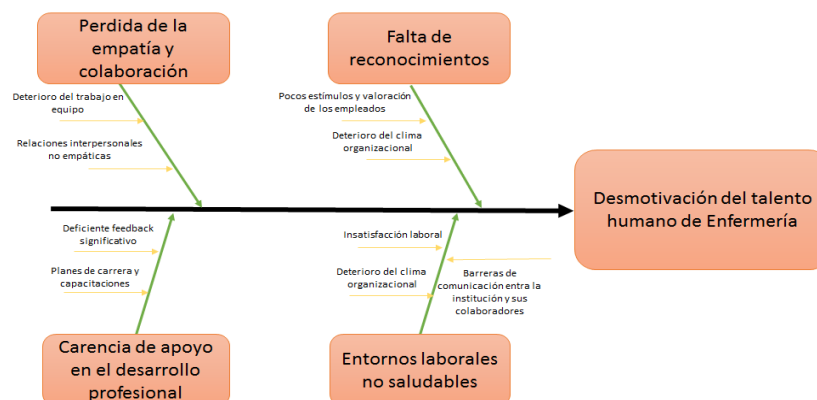 Perdida de la
empatía y
colaboración
Falta de
reconocimientos
Deterioro del trabajo en
equipo
Relaciones interpersonales
no empáticas
Pocos estímulos y valoración
de los empleados
Deterioro del clima
organizacional
Desmotivación del talento
humano de Enfermería
Deficiente feedback
significativo
Planes de carrera y
capacitaciones
Insatisfacción laboral
Deterioro del clima
organizacional
Barreras de
comunicación entra la
institución y sus
colaboradores
Carencia de apoyo
en el desarrollo
profesional
Entornos laborales
no saludables